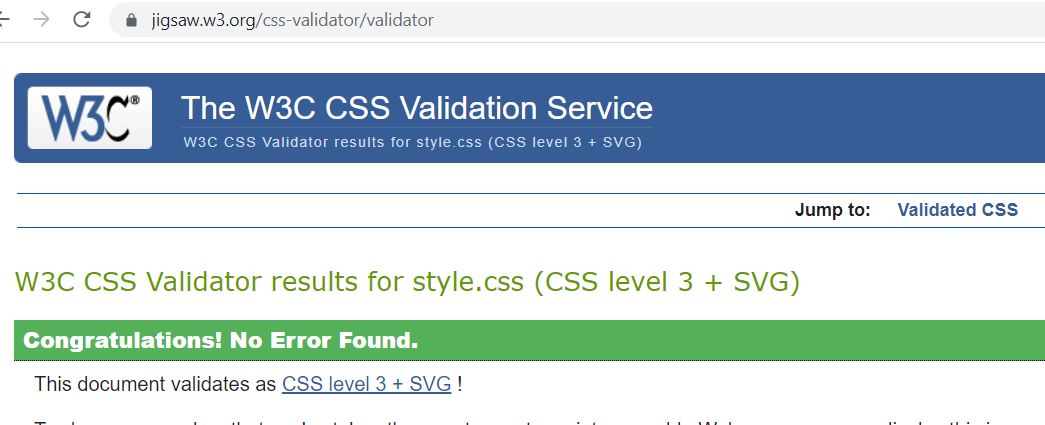 jigsaw.w3.org/css-validator/validator
W3C®
The W3C CSS Validation Service
W3C CSS Validator results for style.css (CSS level 3 + SVG)
Jump to: Validated CSS
W3C CSS Validator results for style.css (CSS level 3 + SVG)
Congratulations! No Error Found.
This document validates as CSS level 3 + SVG !